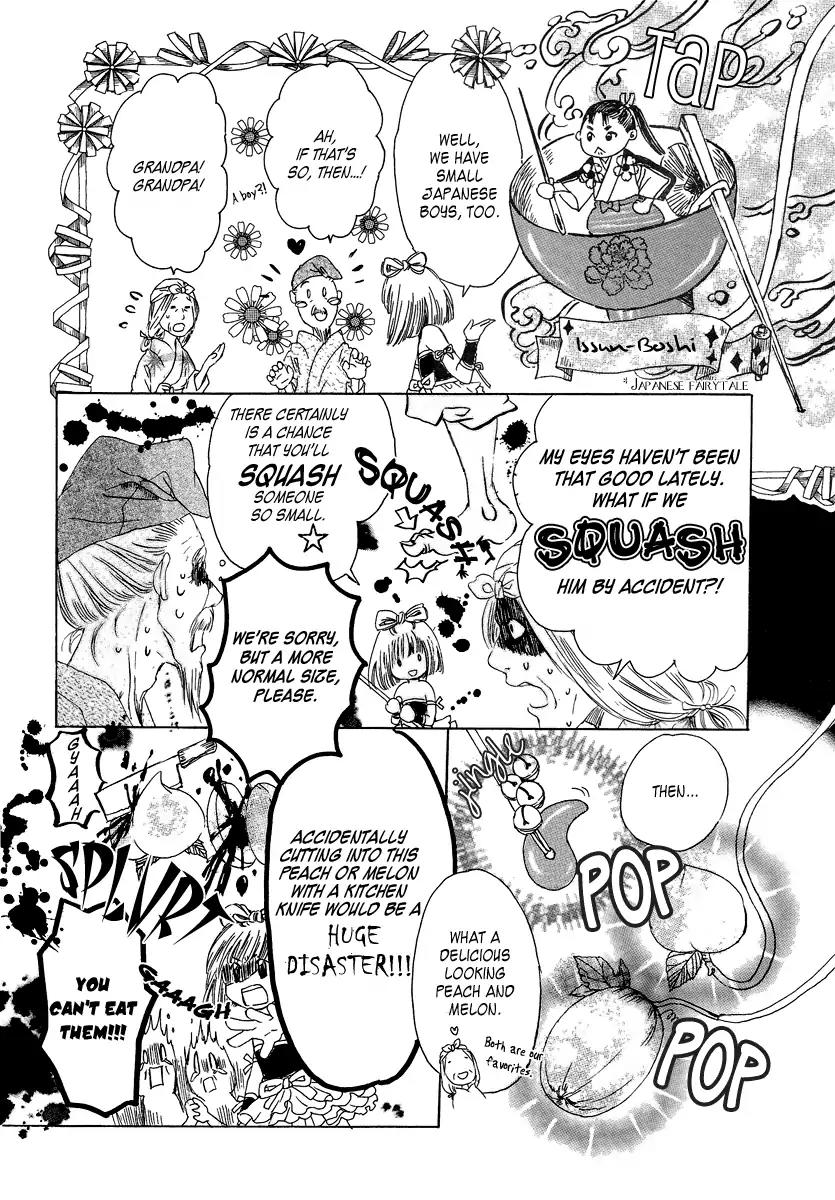 TAP
WELL,
WE HAVE
SMALL
JAPANESE
BOYS, TOO.
AH,
IF THAT'S
SO, THEN...!
A boy?!
GRANDPA!
GRANDPA!
Issun-Boshi
*JAPANESE FAIRYTALE
MY EYES HAVEN'T BEEN
THAT GOOD LATELY.
WHAT IF WE
SQUASH
HIM BY ACCIDENT?!
SQUASH
SQUASH
THERE CERTAINLY
IS A CHANCE
THAT YOU'LL
SQUASH
SOMEONE
SO SMALL.
WE'RE SORRY,
BUT A MORE
NORMAL SIZE,
PLEASE.
THEN...
jingle
POP
POP
WHAT A
DELICIOUS
LOOKING
PEACH AND
MELON.
Both are our
favorites.
ACCIDENTALLY
CUTTING INTO THIS
PEACH OR MELON
WITH A KITCHEN
KNIFE WOULD BE A
HUGE
DISASTER!!!
GYAAAH
SPLURT
GAAAGH
YOU
CAN'T EAT
THEM!!!